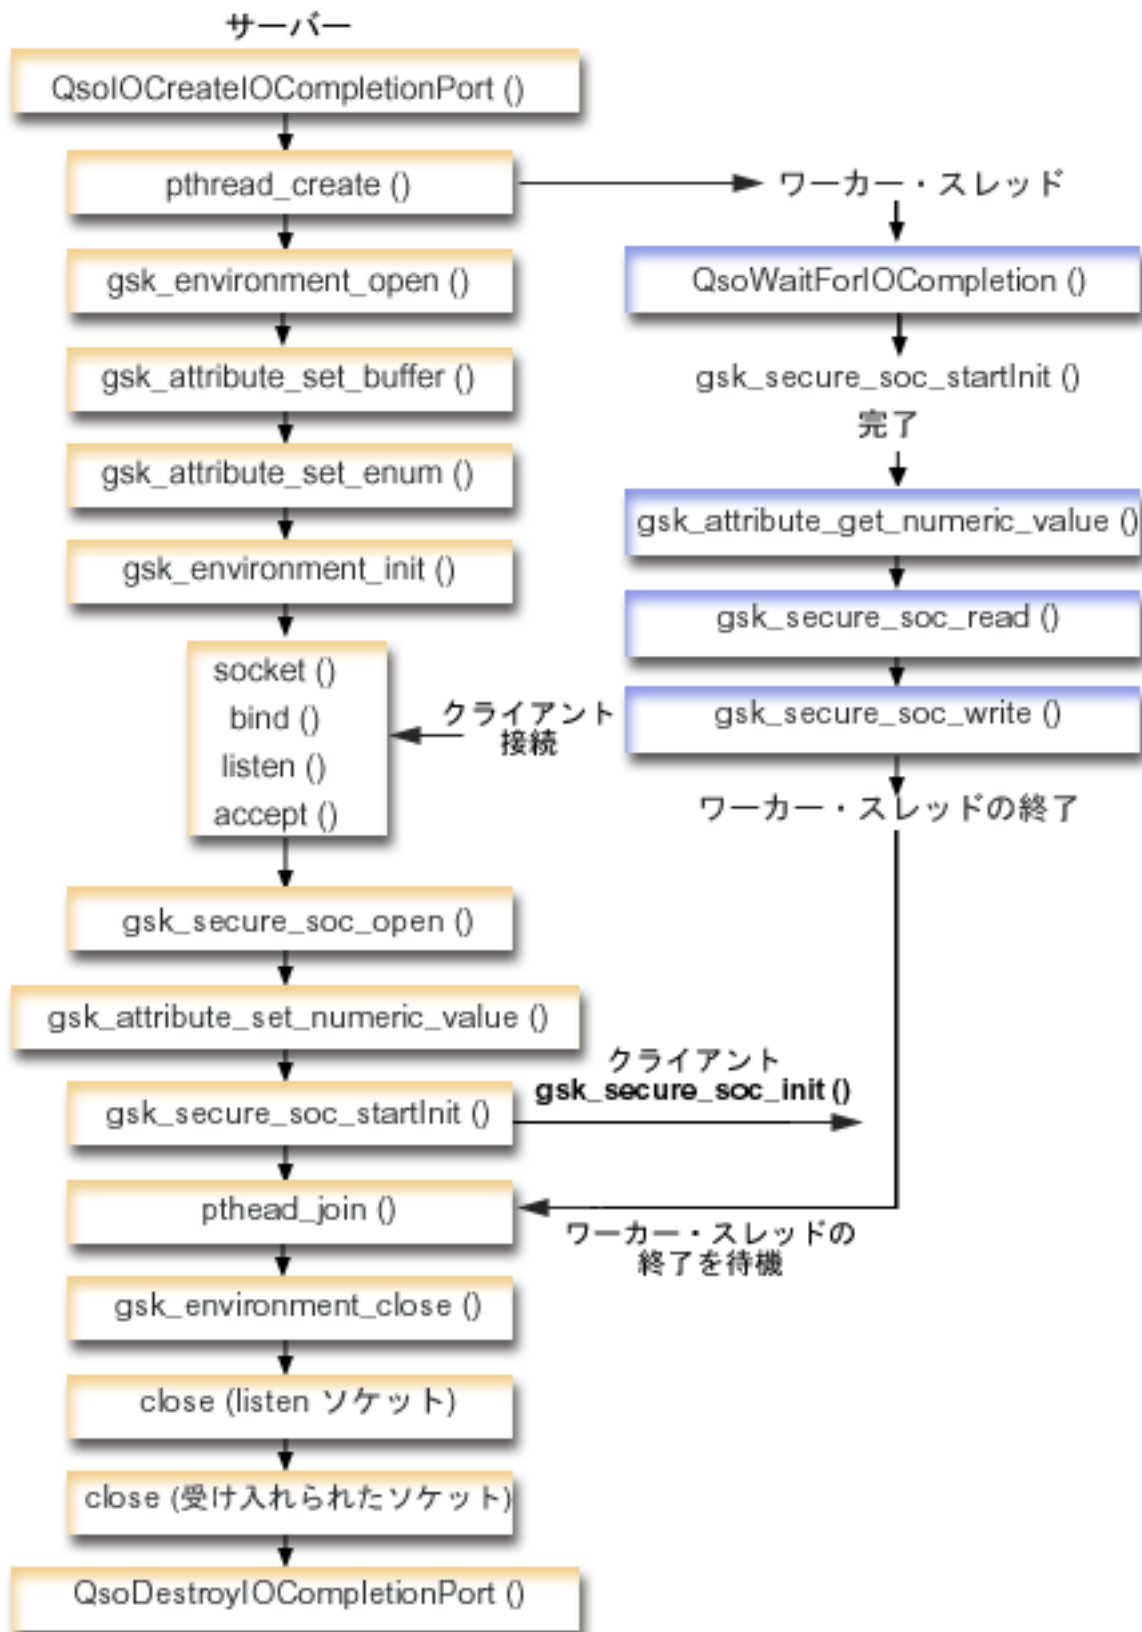 サーバー
QsoIOCreateIOCompletionPort ()
pthread_create ()
ワーカー・スレッド
gsk_environment_open ()
QsoWaitForIOCompletion ()
gsk_attribute_set_buffer ()
gsk_secure_soc_startInit ()
完了
gsk_attribute_set_enum ()
gsk_attribute_get_numeric_value ()
gsk_environment_init ()
gsk_secure_soc_read ()
socket ()
bind ()
listen ()
accept ()
クライアント
接続
gsk_secure_soc_write ()
ワーカー・スレッドの終了
gsk_secure_soc_open ()
gsk_attribute_set_numeric_value ()
クライアント
gsk_secure_soc_init ()
gsk_secure_soc_startInit ()
pthead_join ()
ワーカー・スレッドの
終了を待機
gsk_environment_close ()
close (listen ソケット)
close (受け入れられたソケット)
QsoDestroyIOCompletionPort ()